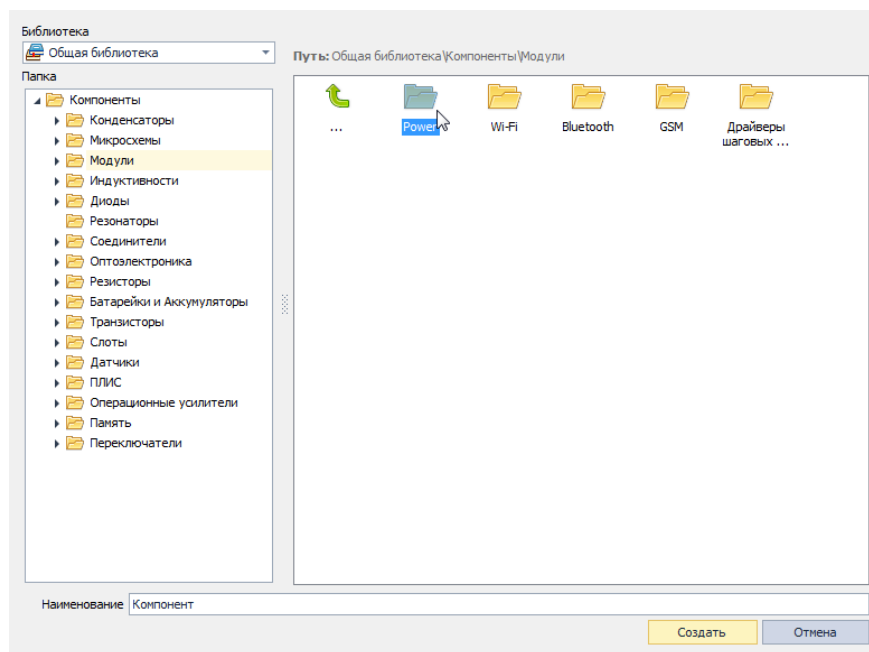 Библиотека
Общая библиотека
Путь: Общая библиотека\Компоненты\Модули
Папка
Компоненты
Конденсаторы
Микросхемы
Модули
Индуктивности
Диоды
Резонаторы
Соединители
Оптоэлектроника
Резисторы
Батарейки и Аккумуляторы
Транзисторы
Слоты
Датчики
ПЛИС
Операционные усилители
Память
Переключатели
...
Power
Wi-Fi
Bluetooth
GSM
Драйверы
шаговых ...
Наименование Компонент
Создать Отмена